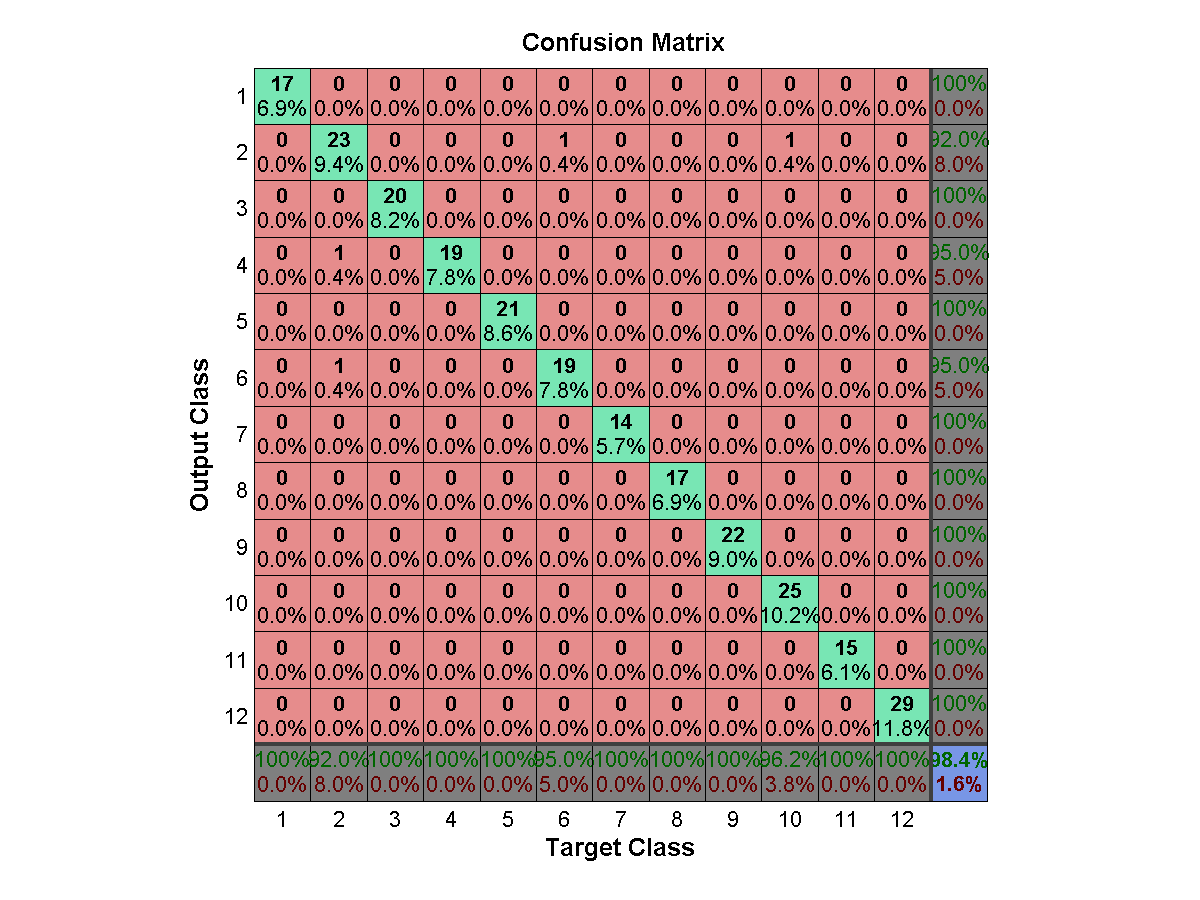 Confusion Matrix
1 17 0 0 0 0 0 0 0 0 0 0 0 100%
6.9% 0.0% 0.0% 0.0% 0.0% 0.0% 0.0% 0.0% 0.0% 0.0% 0.0% 0.0% 0.0%
2 0 23 0 0 0 1 0 0 0 1 0 0 92.0%
0.0% 9.4% 0.0% 0.0% 0.0% 0.4% 0.0% 0.0% 0.0% 0.4% 0.0% 0.0% 8.0%
3 0 0 20 0 0 0 0 0 0 0 0 0 100%
0.0% 0.0% 8.2% 0.0% 0.0% 0.0% 0.0% 0.0% 0.0% 0.0% 0.0% 0.0% 0.0%
4 0 1 0 19 0 0 0 0 0 0 0 0 95.0%
0.0% 0.4% 0.0% 7.8% 0.0% 0.0% 0.0% 0.0% 0.0% 0.0% 0.0% 0.0% 5.0%
5 0 0 0 0 21 0 0 0 0 0 0 0 100%
0.0% 0.0% 0.0% 0.0% 8.6% 0.0% 0.0% 0.0% 0.0% 0.0% 0.0% 0.0% 0.0%
6 0 1 0 0 0 19 0 0 0 0 0 0 95.0%
0.0% 0.4% 0.0% 0.0% 0.0% 7.8% 0.0% 0.0% 0.0% 0.0% 0.0% 0.0% 5.0%
7 0 0 0 0 0 0 14 0 0 0 0 0 100%
0.0% 0.0% 0.0% 0.0% 0.0% 0.0% 5.7% 0.0% 0.0% 0.0% 0.0% 0.0% 0.0%
8 0 0 0 0 0 0 0 17 0 0 0 0 100%
0.0% 0.0% 0.0% 0.0% 0.0% 0.0% 0.0% 6.9% 0.0% 0.0% 0.0% 0.0% 0.0%
9 0 0 0 0 0 0 0 0 22 0 0 0 100%
0.0% 0.0% 0.0% 0.0% 0.0% 0.0% 0.0% 0.0% 9.0% 0.0% 0.0% 0.0% 0.0%
10 0 0 0 0 0 0 0 0 0 25 0 0 100%
0.0% 0.0% 0.0% 0.0% 0.0% 0.0% 0.0% 0.0% 0.0% 10.2% 0.0% 0.0% 0.0%
11 0 0 0 0 0 0 0 0 0 0 15 0 100%
0.0% 0.0% 0.0% 0.0% 0.0% 0.0% 0.0% 0.0% 0.0% 0.0% 6.1% 0.0% 0.0%
12 0 0 0 0 0 0 0 0 0 0 0 29 100%
0.0% 0.0% 0.0% 0.0% 0.0% 0.0% 0.0% 0.0% 0.0% 0.0% 0.0% 11.8% 0.0%
100% 92.0% 100% 100% 100% 95.0% 100% 100% 100% 96.2% 100% 100% 98.4%
0.0% 8.0% 0.0% 0.0% 0.0% 5.0% 0.0% 0.0% 0.0% 3.8% 0.0% 0.0% 1.6%
1 2 3 4 5 6 7 8 9 10 11 12
Target Class
Output Class